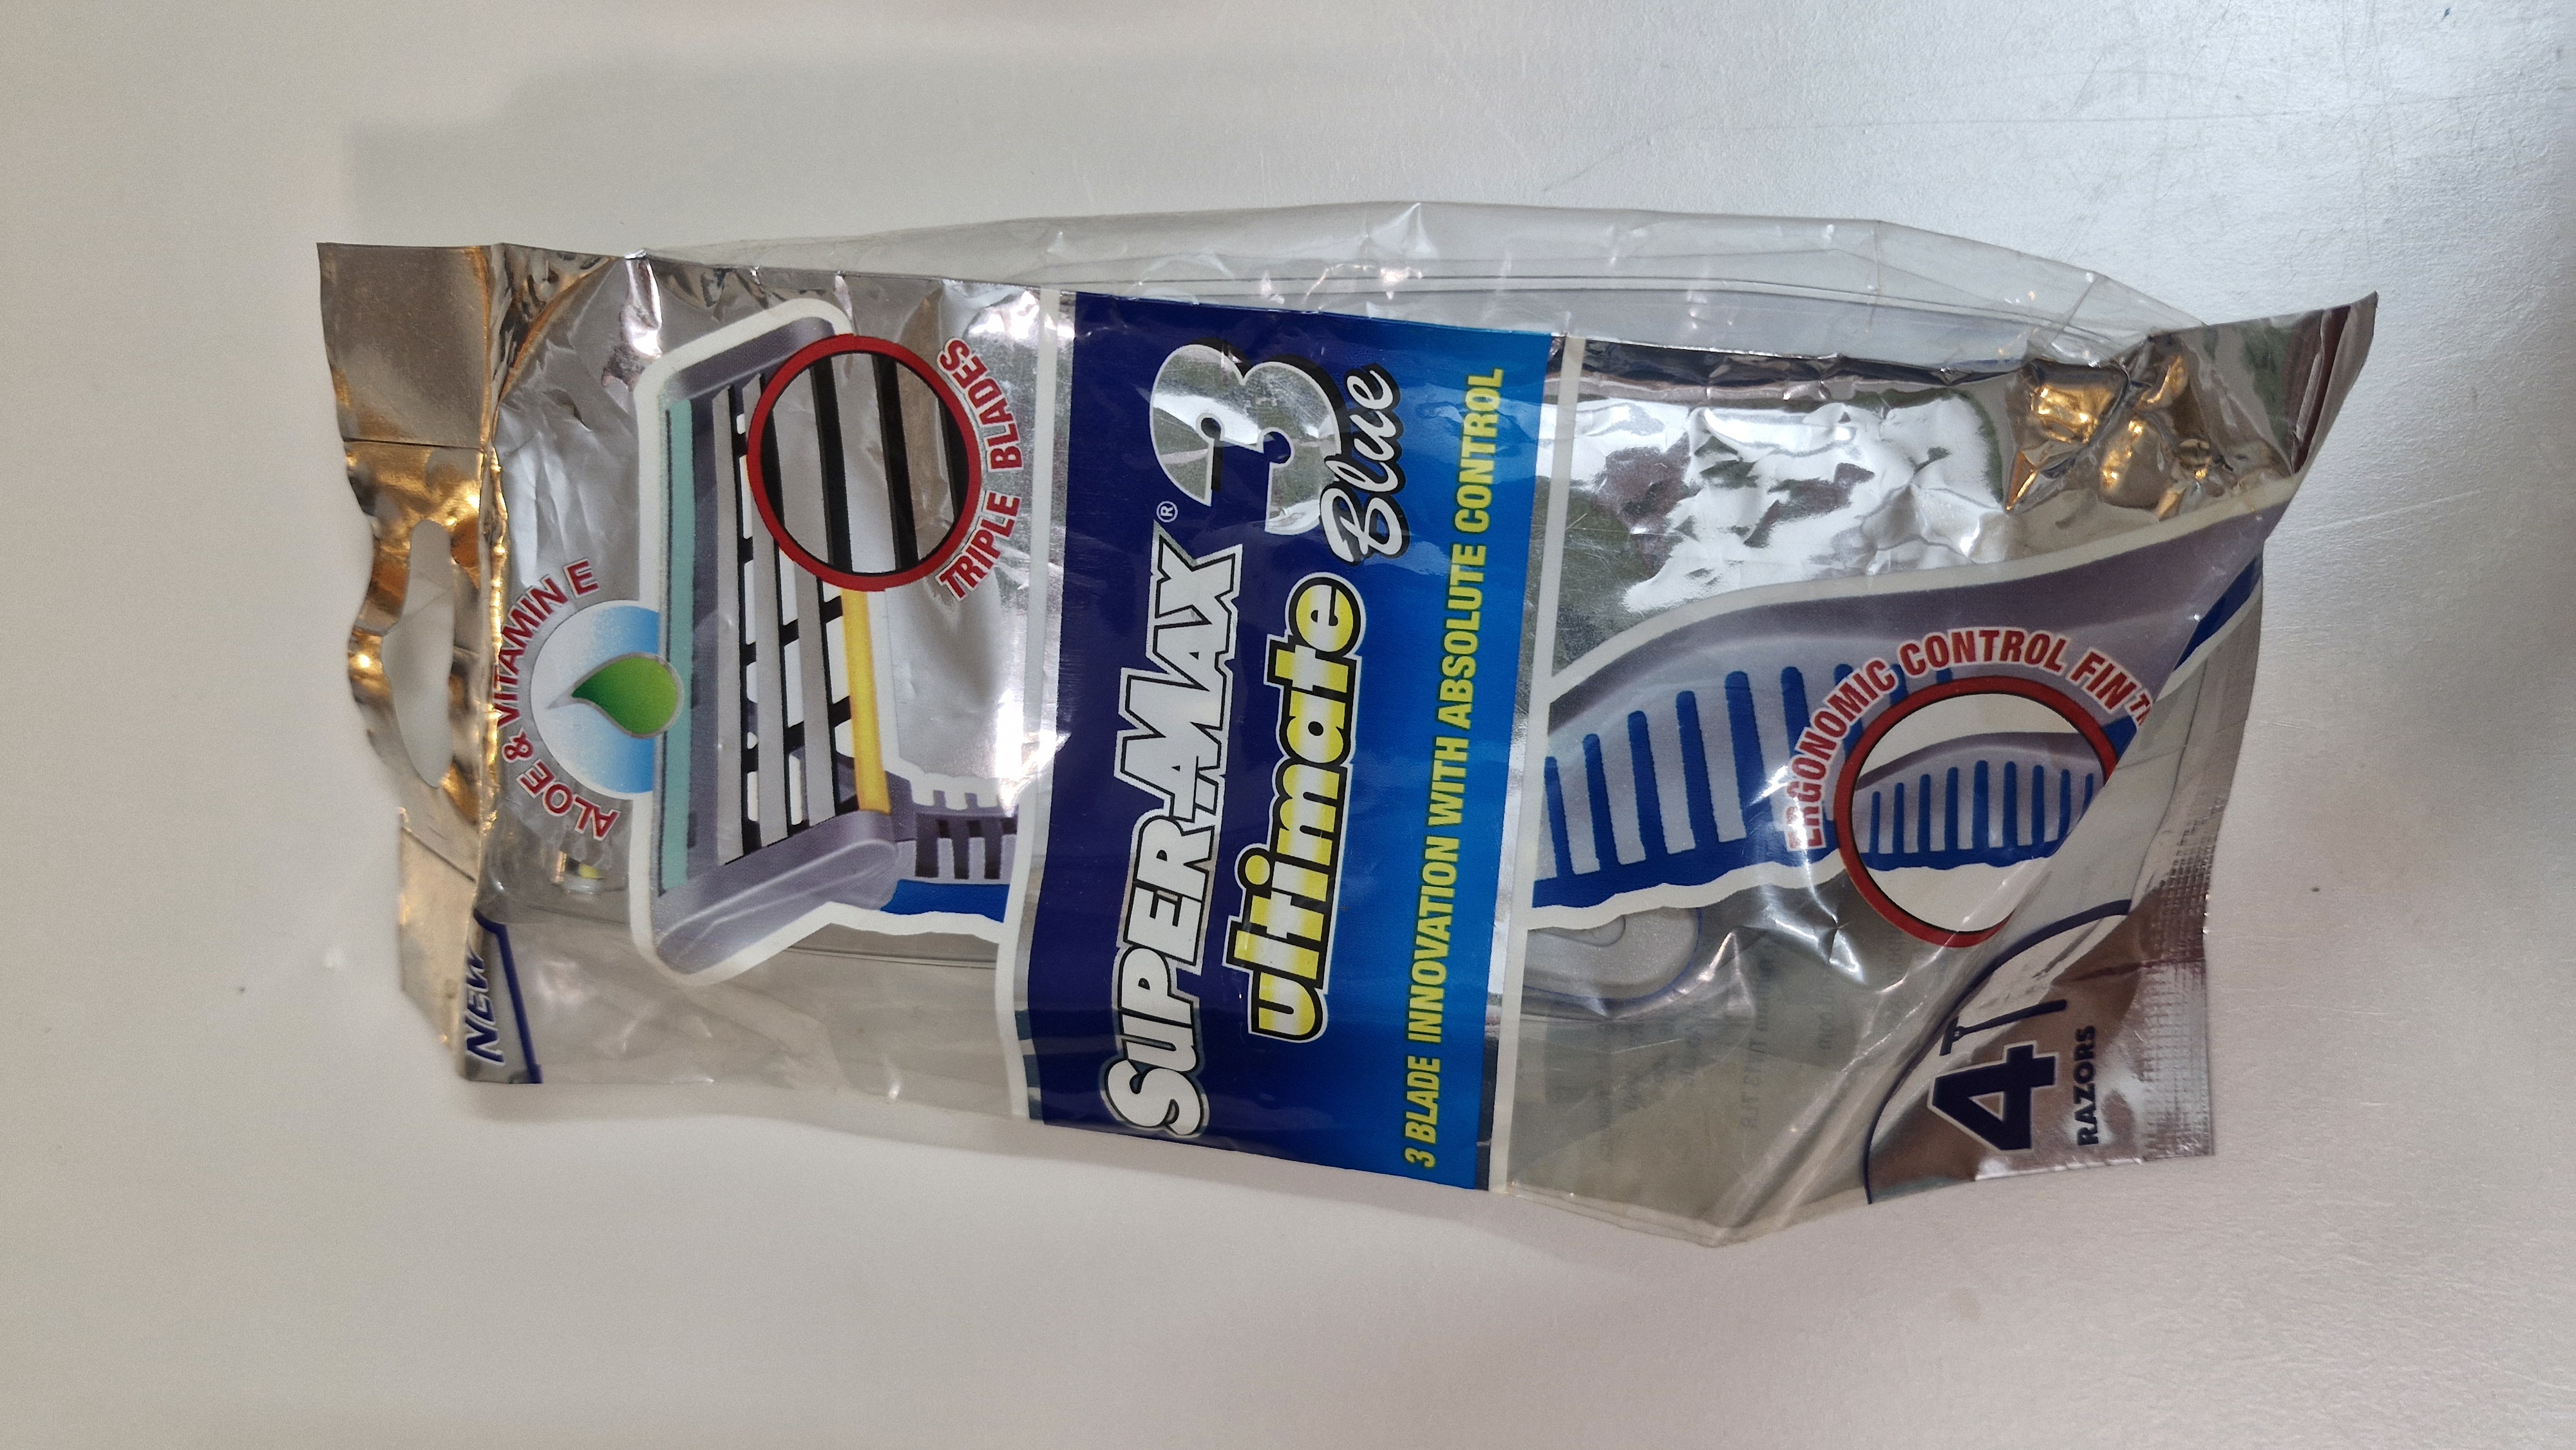 NEW
ALOE & VITAMIN E
TRIPLE BLADES
SUPER-MAX® 3
ultimate Blue
3 BLADE INNOVATION WITH ABSOLUTE CONTROL
ERGONOMIC CONTROL FIN™
4
RAZORS